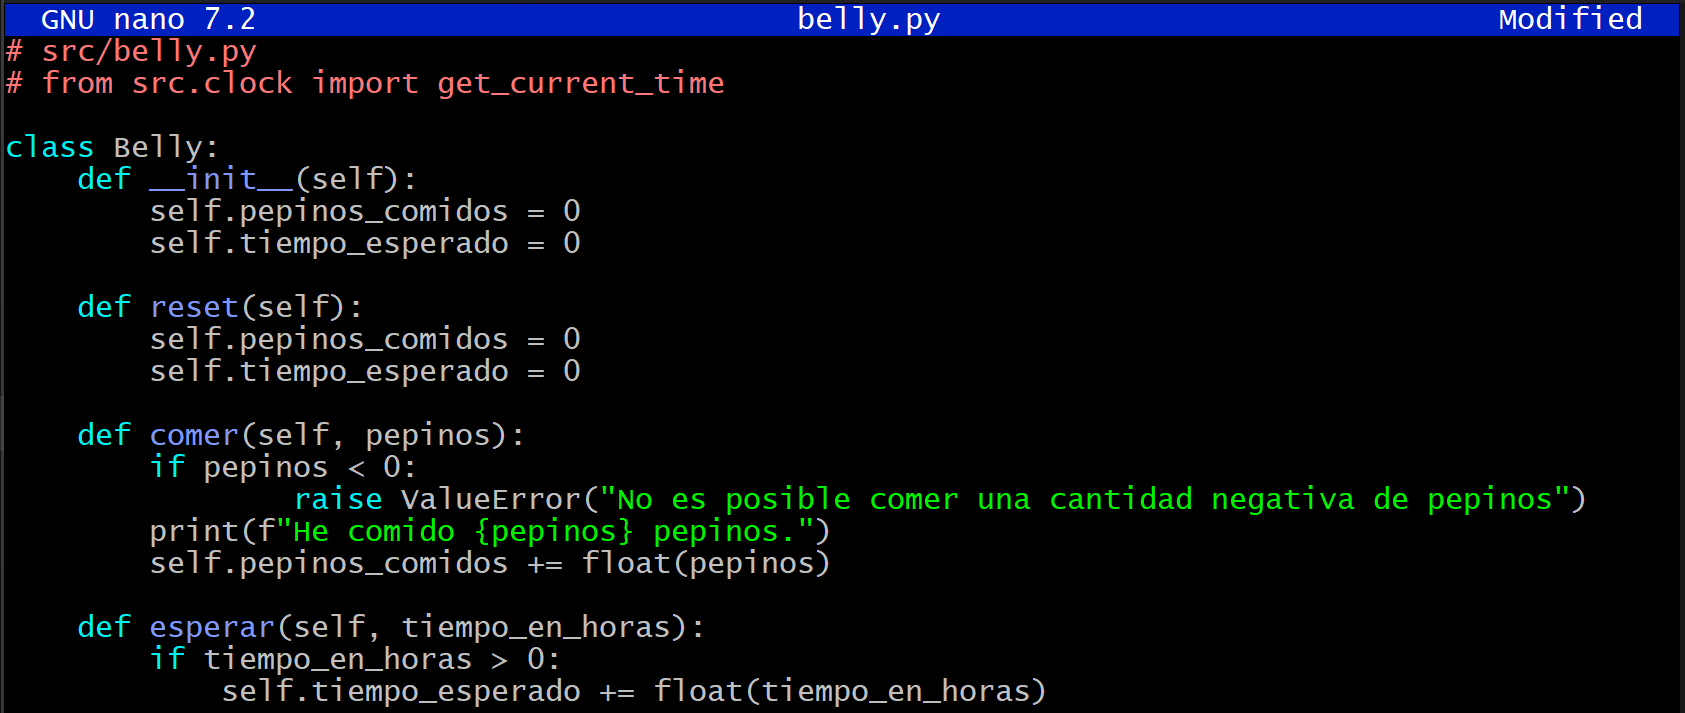 GNU nano 7.2 belly.py Modified
# src/belly.py
# from src.clock import get_current_time
class Belly:
    def __init__(self):
        self.pepinos_comidos = 0
        self.tiempo_esperado = 0
    def reset(self):
        self.pepinos_comidos = 0
        self.tiempo_esperado = 0
    def comer(self, pepinos):
        if pepinos < 0:
                raise ValueError("No es posible comer una cantidad negativa de pepinos")
        print(f"He comido {pepinos} pepinos.")
        self.pepinos_comidos += float(pepinos)
    def esperar(self, tiempo_en_horas):
        if tiempo_en_horas > 0:
            self.tiempo_esperado += float(tiempo_en_horas)